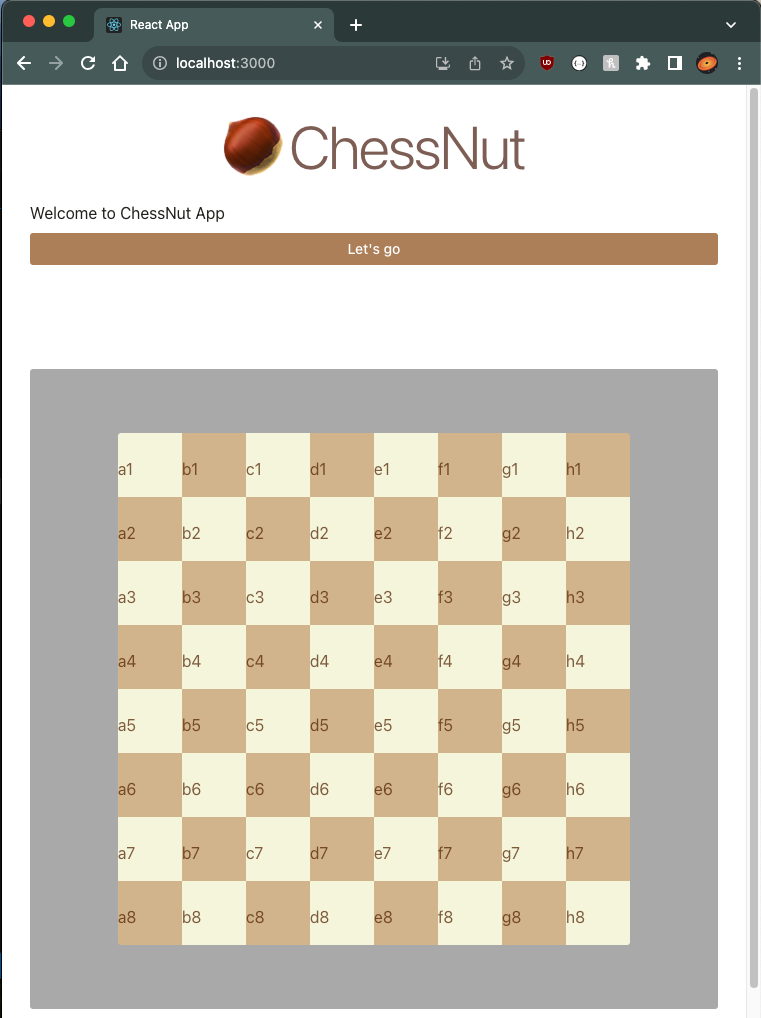 React App
localhost:3000
ChessNut
Welcome to ChessNut App
Let's go
a1 b1 c1 d1 e1 f1 g1 h1
a2 b2 c2 d2 e2 f2 g2 h2
a3 b3 c3 d3 e3 f3 g3 h3
a4 b4 c4 d4 e4 f4 g4 h4
a5 b5 c5 d5 e5 f5 g5 h5
a6 b6 c6 d6 e6 f6 g6 h6
a7 b7 c7 d7 e7 f7 g7 h7
a8 b8 c8 d8 e8 f8 g8 h8